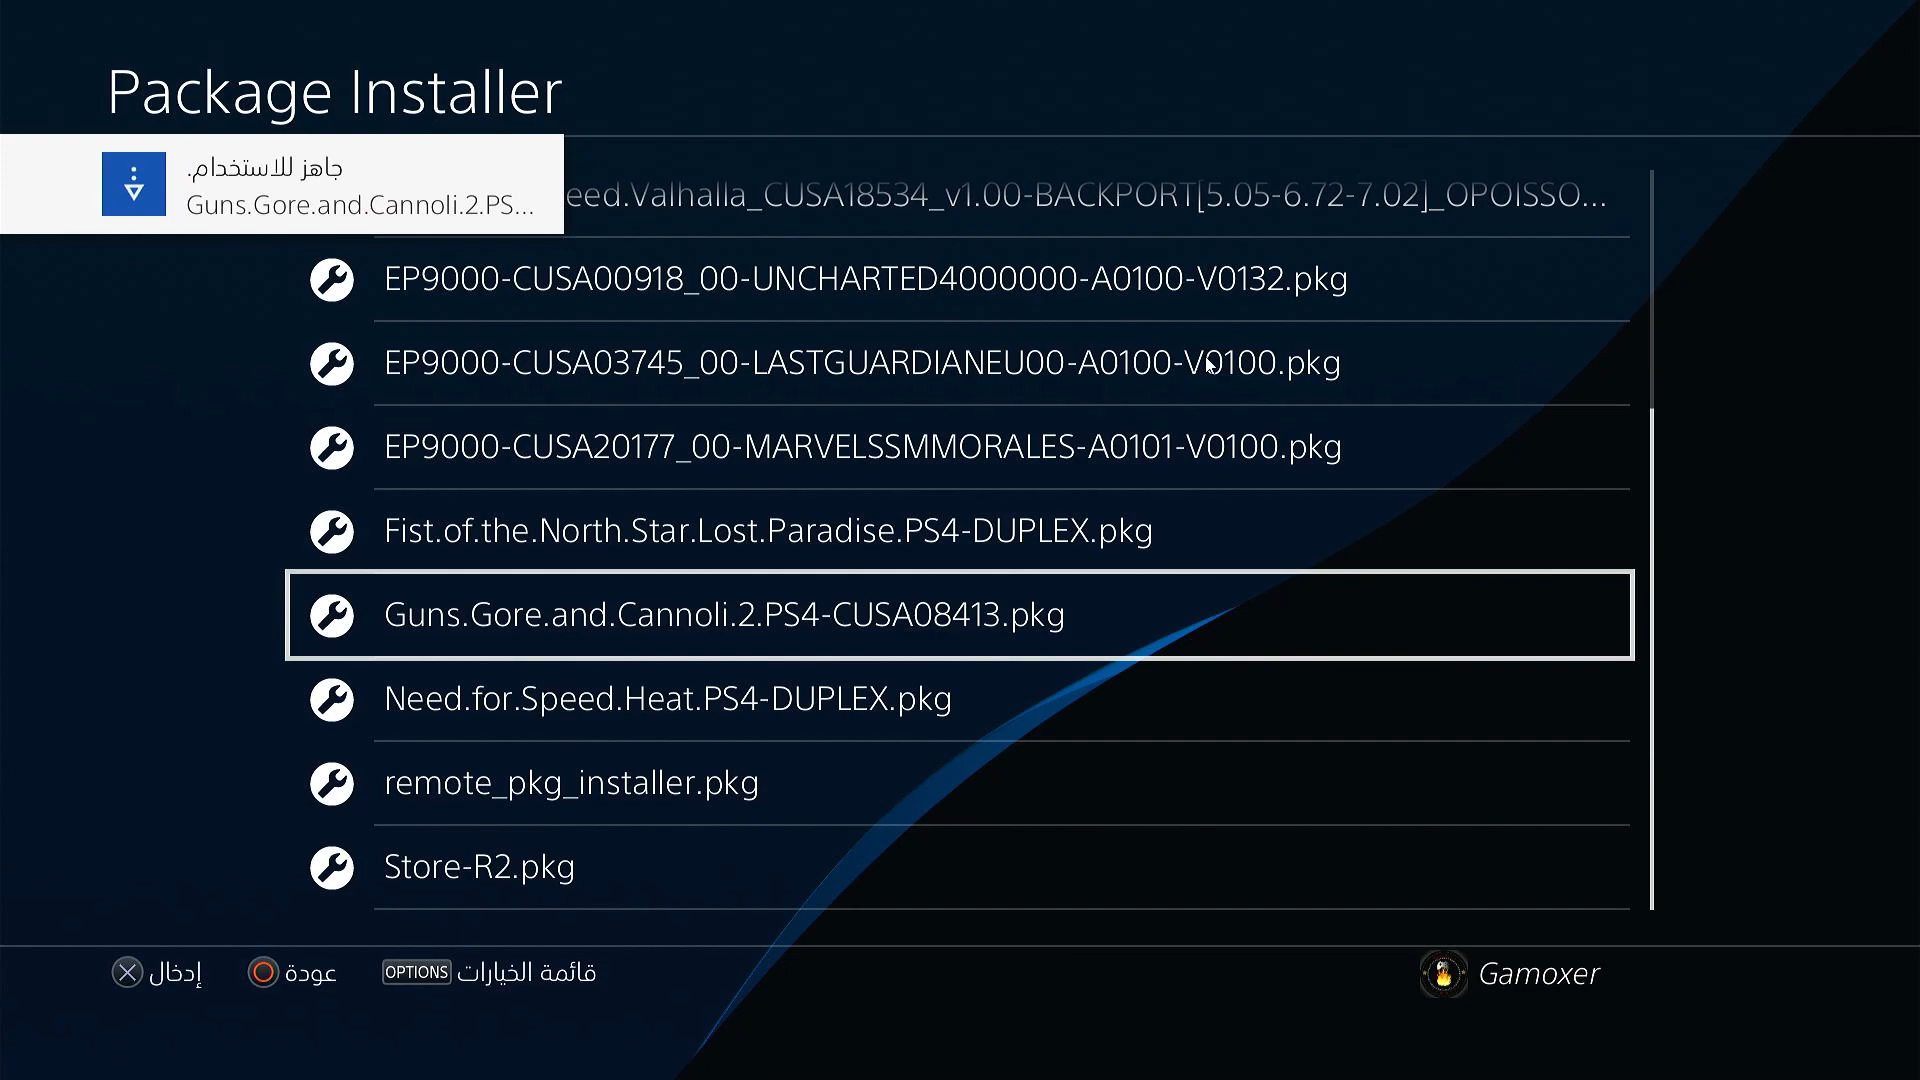 Package Installer
جاهز للاستخدام.
Guns.Gore.and.Cannoli.2.PS...
eed.Valhalla_CUSA18534_v1.00-BACKPORT[5.05-6.72-7.02]_OPOISSO...
EP9000-CUSA00918_00-UNCHARTED4000000-A0100-V0132.pkg
EP9000-CUSA03745_00-LASTGUARDIANEU00-A0100-V0100.pkg
EP9000-CUSA20177_00-MARVELSSMMORALES-A0101-V0100.pkg
Fist.of.the.North.Star.Lost.Paradise.PS4-DUPLEX.pkg
Guns.Gore.and.Cannoli.2.PS4-CUSA08413.pkg
Need.for.Speed.Heat.PS4-DUPLEX.pkg
remote_pkg_installer.pkg
Store-R2.pkg
إدخال عودة OPTIONS قائمة الخيارات Gamoxer